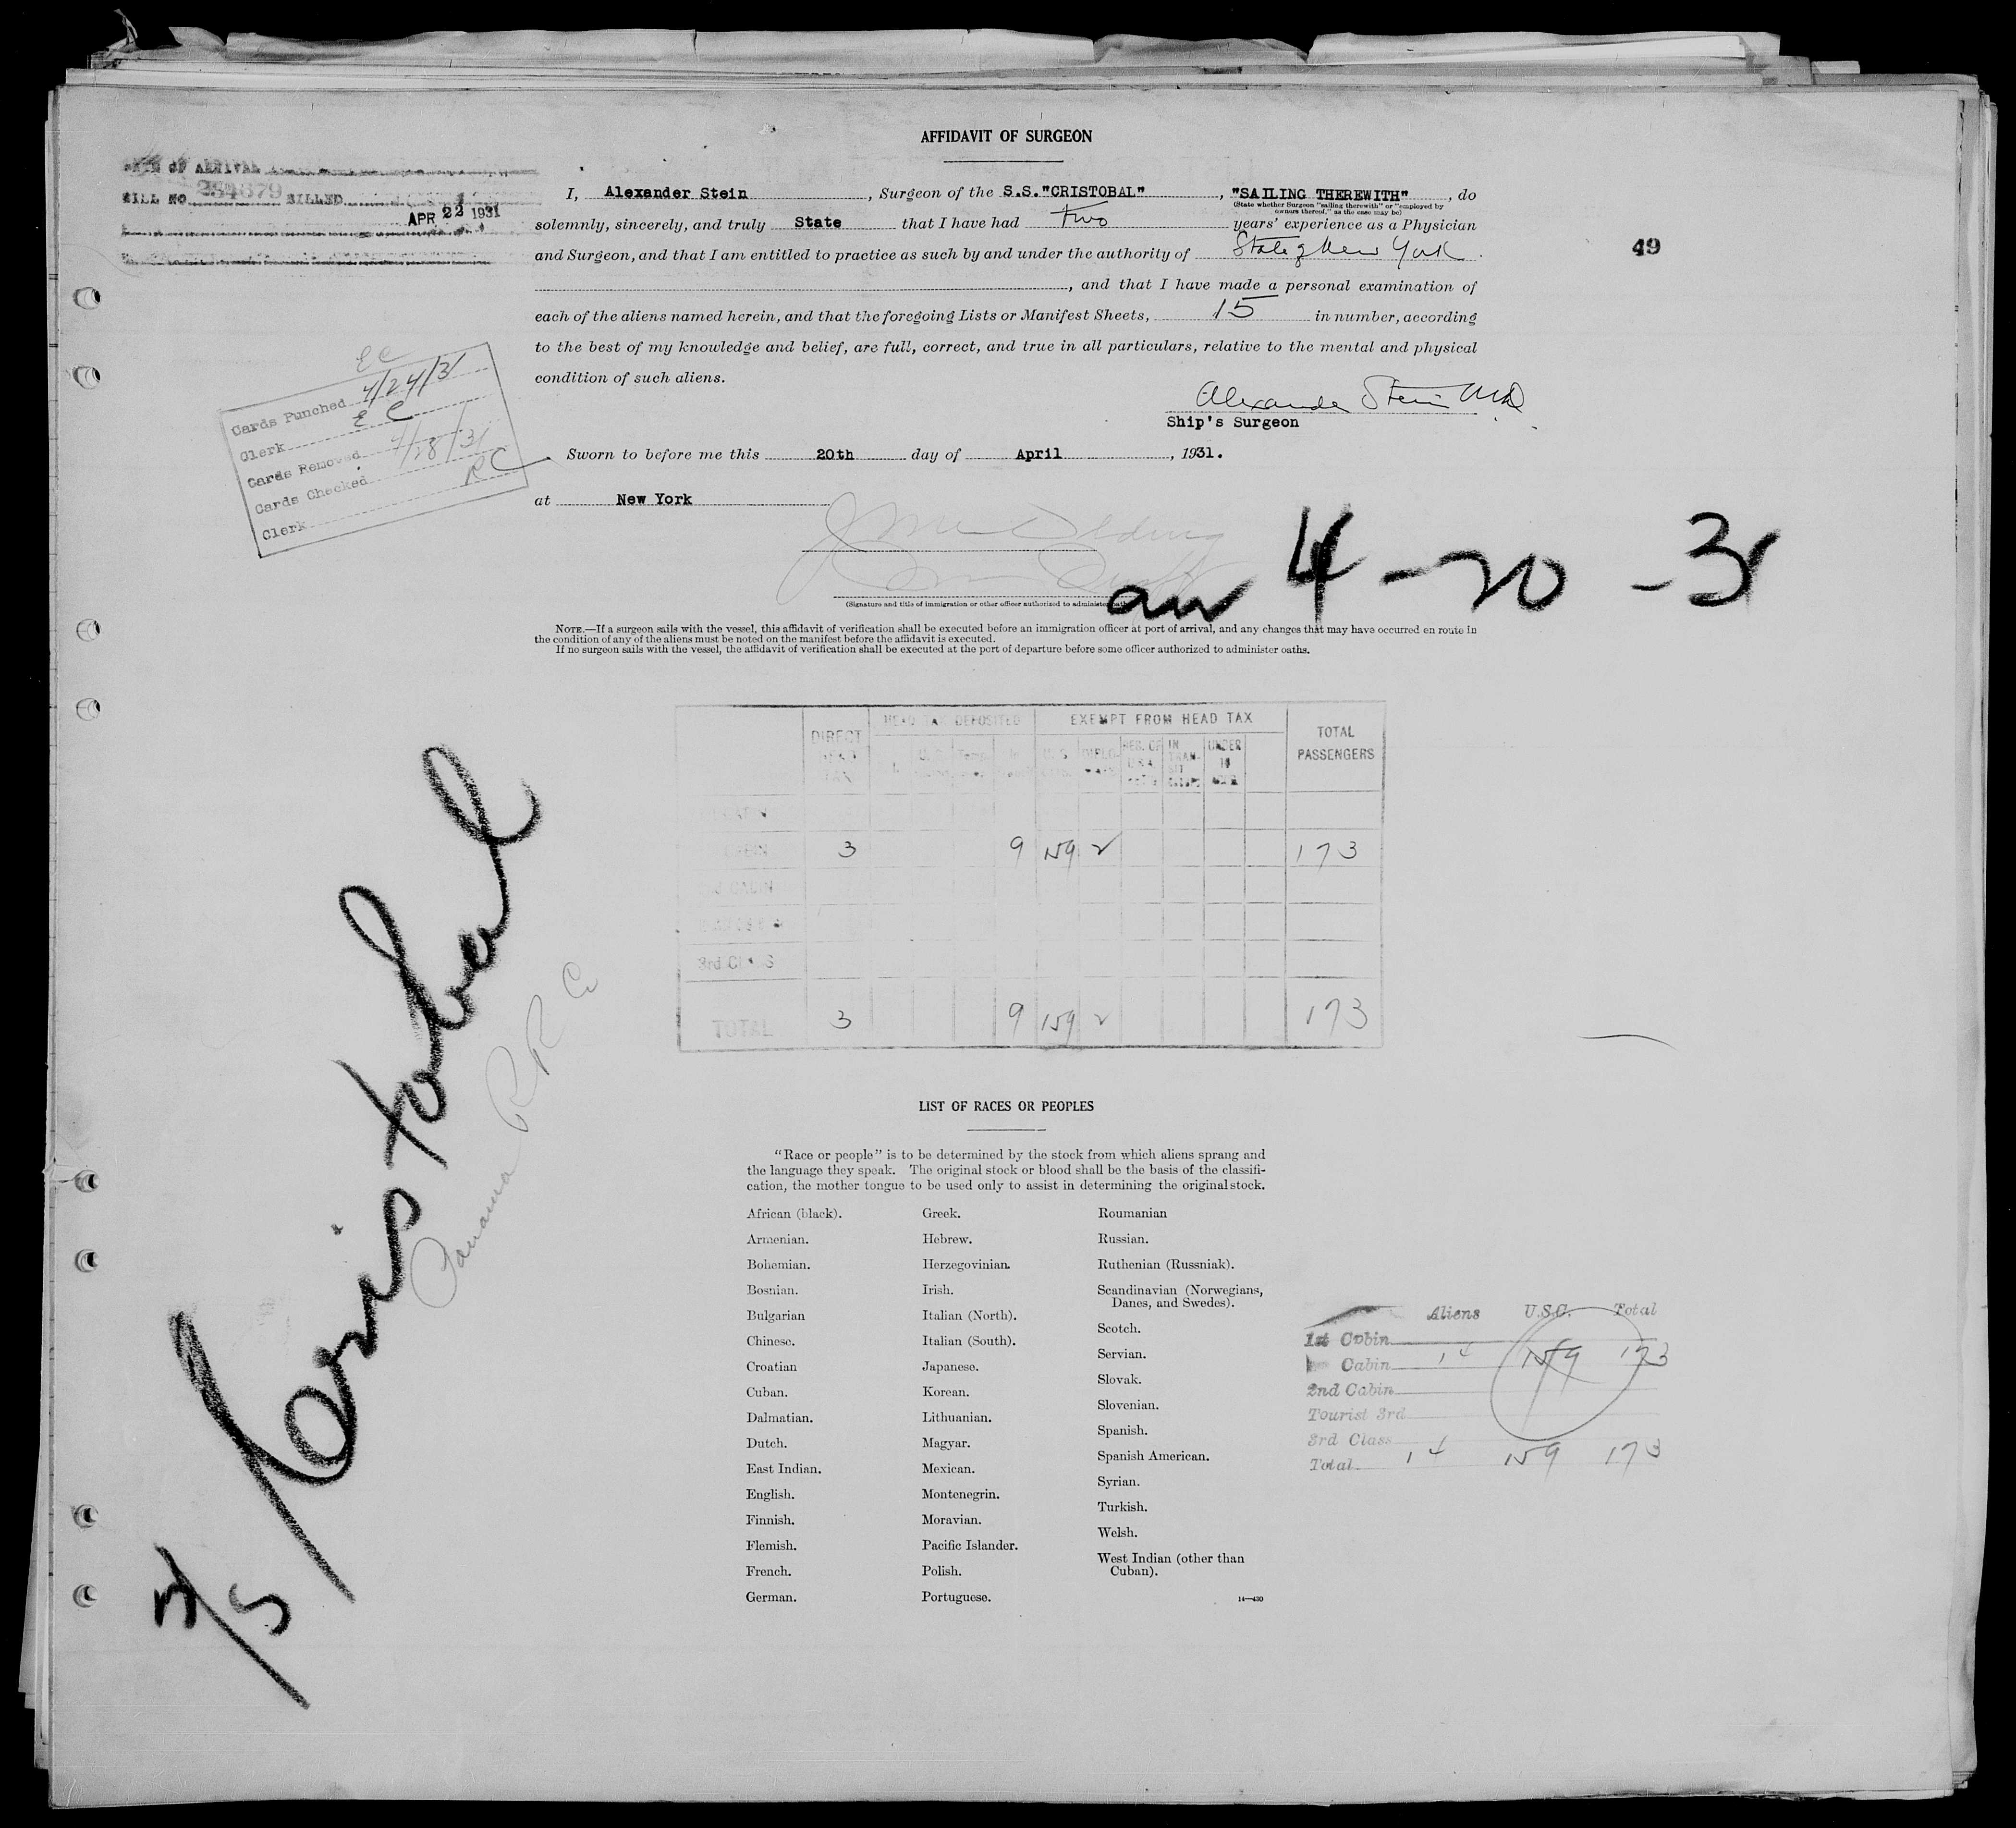 AFFIDAVIT OF SURGEON
DATE OF ARRIVAL
BILL NO. 254679 BILLED
APR 22 1931
I, Alexander Stein, Surgeon of the S.S."CRISTOBAL", "SAILING THEREWITH", do
(State whether Surgeon "sailing therewith" or "employed by
owners thereof," as the case may be)
solemnly, sincerely, and truly State that I have had two years' experience as a Physician
and Surgeon, and that I am entitled to practice as such by and under the authority of State of New York.
49
, and that I have made a personal examination of
each of the aliens named herein, and that the foregoing Lists or Manifest Sheets, 15 in number, according
to the best of my knowledge and belief, are full, correct, and true in all particulars, relative to the mental and physical
condition of such aliens.
Alexander Stein MD
Ship's Surgeon
E C
Cards Punched 4/24/31
Clerk E C
Cards Removed
Cards Checked 4/28/31
Clerk R C
Sworn to before me this 20th day of April, 1931.
at New York
4-20-31
(Signature and title of immigration or other officer authorized to administer oaths)
NOTE.—If a surgeon sails with the vessel, this affidavit of verification shall be executed before an immigration officer at port of arrival, and any changes that may have occurred en route in
the condition of any of the aliens must be noted on the manifest before the affidavit is executed.
If no surgeon sails with the vessel, the affidavit of verification shall be executed at the port of departure before some officer authorized to administer oaths.
DIRECT HEAD TAX HEAD TAX DEPOSITED EXEMPT FROM HEAD TAX TOTAL PASSENGERS
CABIN 3 9 159 2 173
3rd CLASS
TOTAL 3 9 159 2 173
S/S Cristobal
Panama R R Co
LIST OF RACES OR PEOPLES
"Race or people" is to be determined by the stock from which aliens sprang and
the language they speak. The original stock or blood shall be the basis of the classifi-
cation, the mother tongue to be used only to assist in determining the original stock.
African (black).
Armenian.
Bohemian.
Bosnian.
Bulgarian
Chinese.
Croatian
Cuban.
Dalmatian.
Dutch.
East Indian.
English.
Finnish.
Flemish.
French.
German.
Greek.
Hebrew.
Herzegovinian.
Irish.
Italian (North).
Italian (South).
Japanese.
Korean.
Lithuanian.
Magyar.
Mexican.
Montenegrin.
Moravian.
Pacific Islander.
Polish.
Portuguese.
Roumanian
Russian.
Ruthenian (Russniak).
Scandinavian (Norwegians,
Danes, and Swedes).
Scotch.
Servian.
Slovak.
Slovenian.
Spanish.
Spanish American.
Syrian.
Turkish.
Welsh.
West Indian (other than
Cuban).
14—430
Aliens U.S.C. Total
1st Cabin
Cabin 14 159 173
2nd Cabin
Tourist 3rd
3rd Class
Total 14 159 173